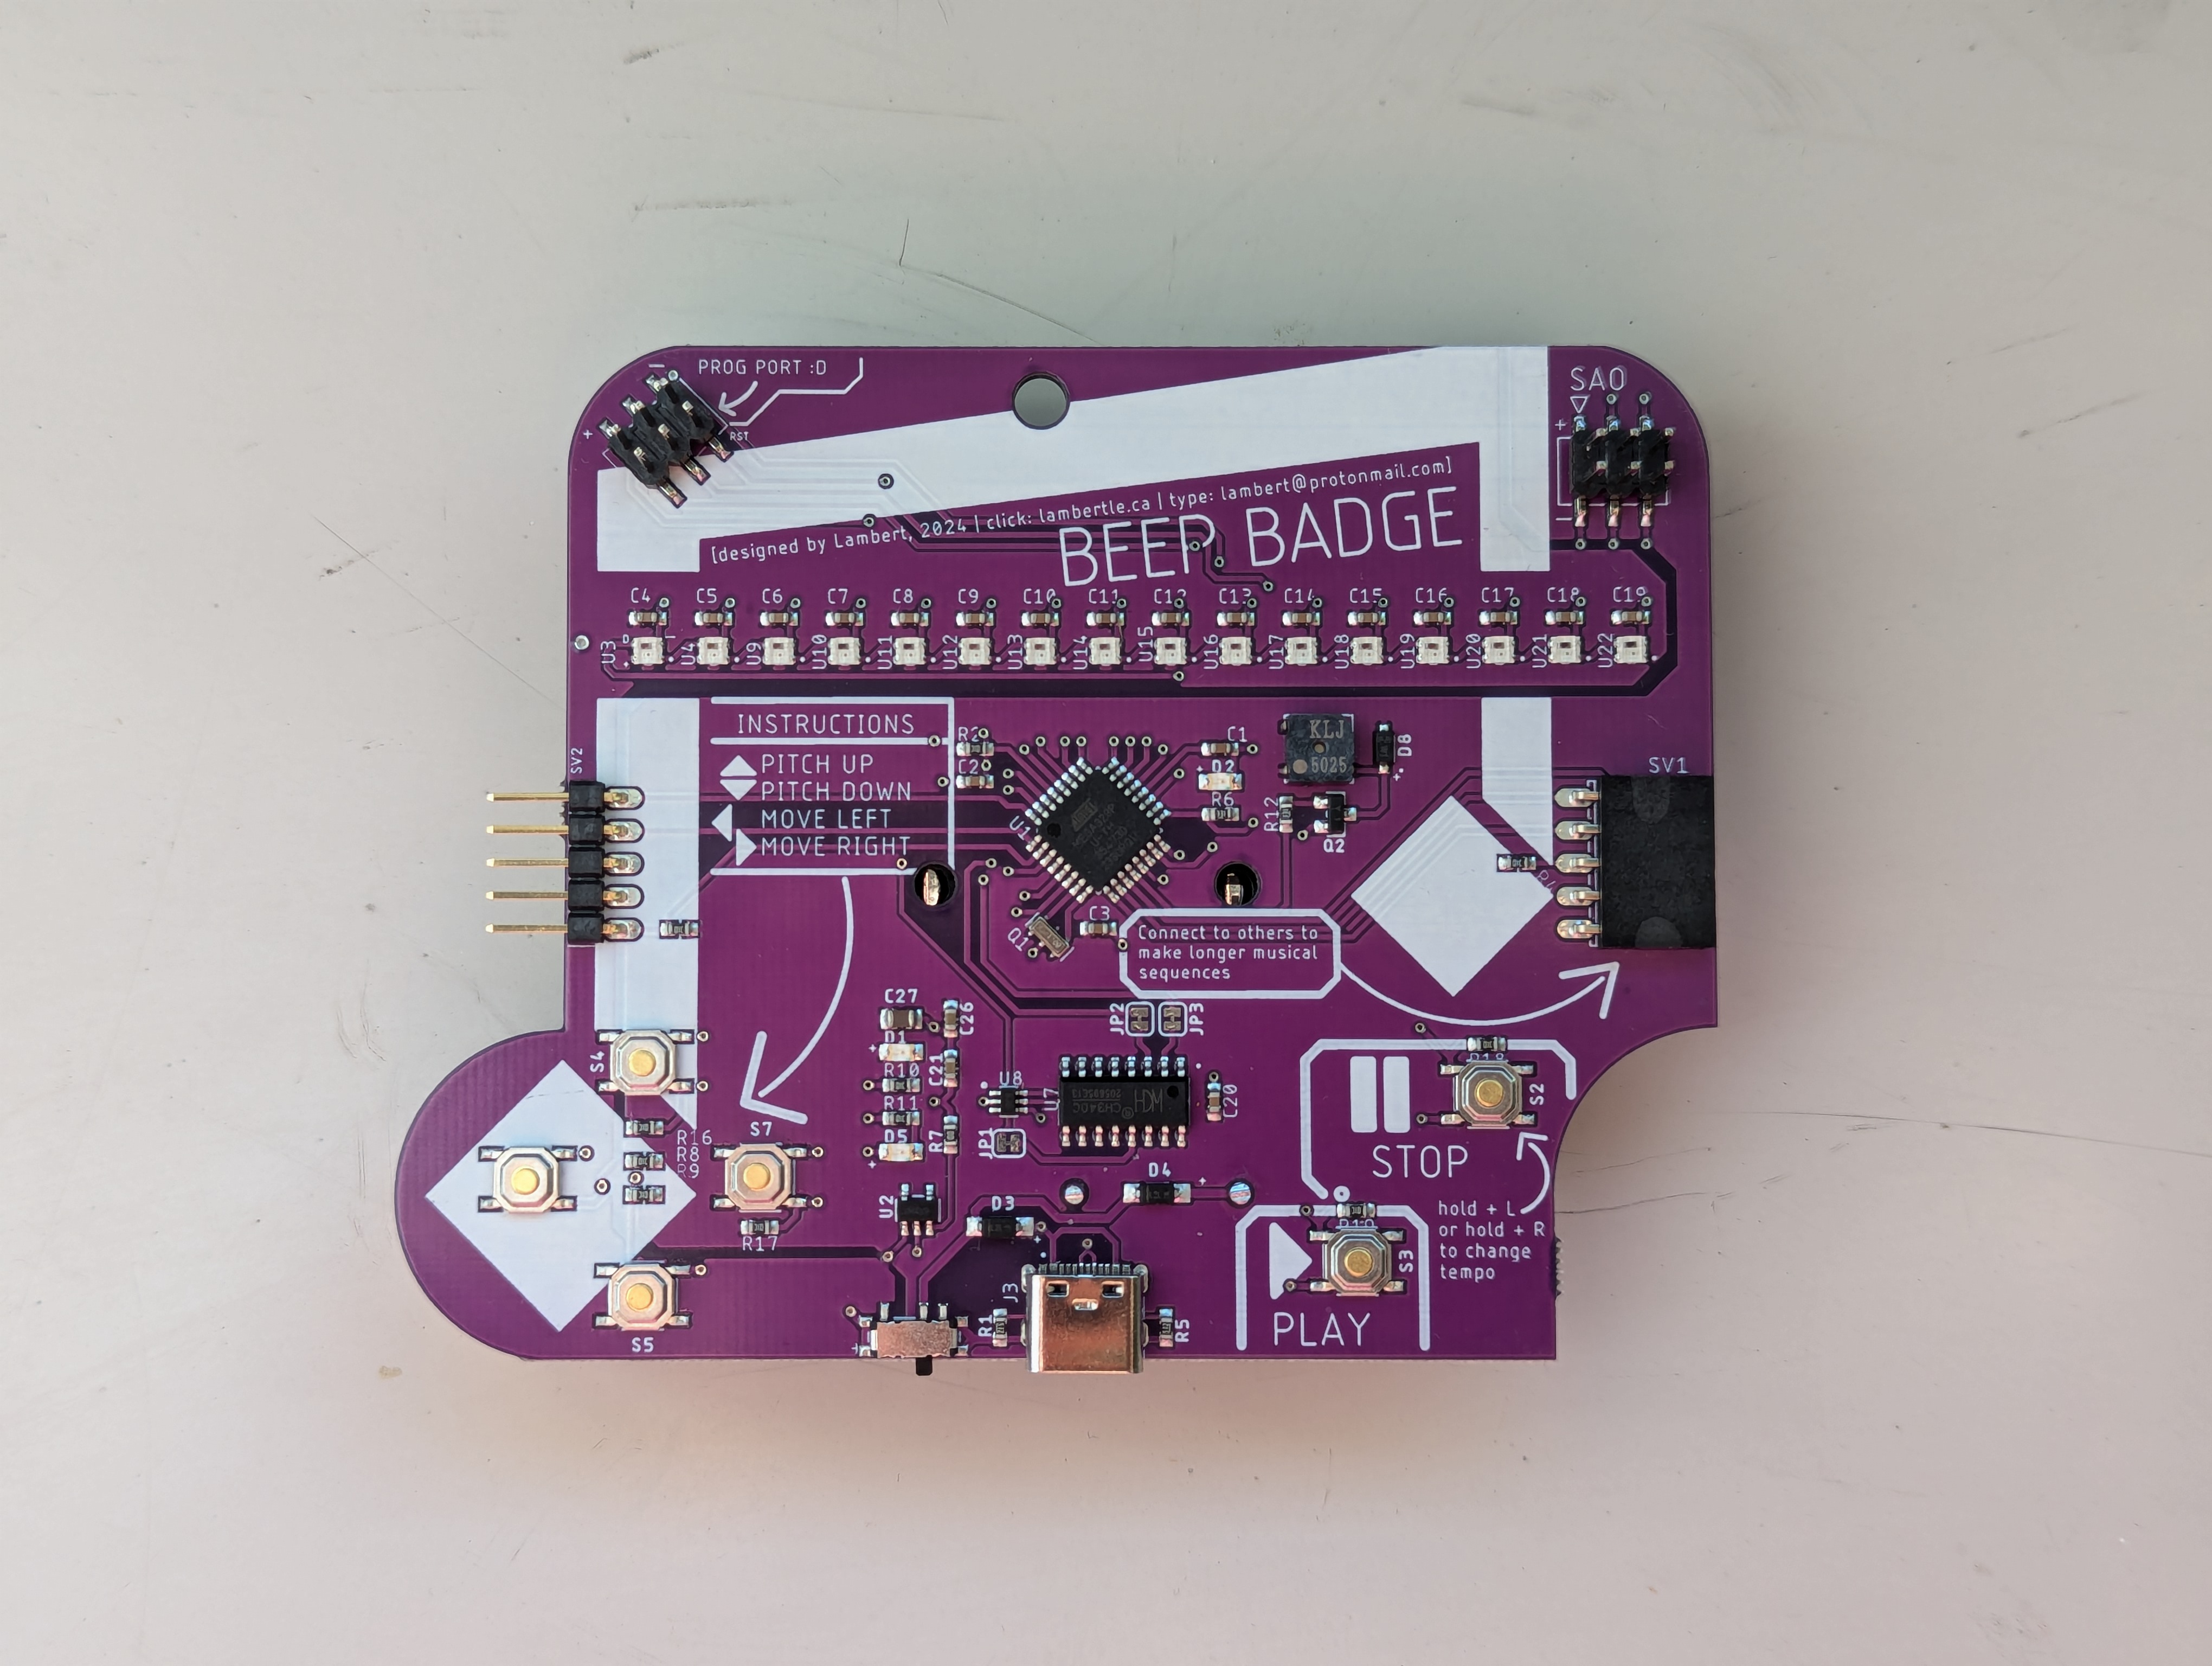 PROG PORT :D
SAO
+
RST
[designed by Lambert, 2024 | click: lambertle.ca | type: lambert@protonmail.com]
BEEP BADGE
C4 C5 C6 C7 C8 C9 C10 C11 C12 C13 C14 C15 C16 C17 C18 C19
U3 U4 U9 U10 U11 U12 U13 U14 U15 U16 U17 U18 U19 U20 U21 U22
INSTRUCTIONS
PITCH UP
PITCH DOWN
MOVE LEFT
MOVE RIGHT
SV2
R2
C2
U1
C1
D2
R6
KLJ
5025
D8
R12
Q2
SV1
C3
Q1
Connect to others to
make longer musical
sequences
C27
C26
D1
C21
R10
R11
D5
R7
U8
JP1
JP2
JP3
U7
WCH
CH340C
C20
S4
R16
R8
R9
S7
R17
S5
U2
D3
D4
J3
R1
R5
R18
S2
STOP
hold + L
or hold + R
to change
tempo
S3
PLAY